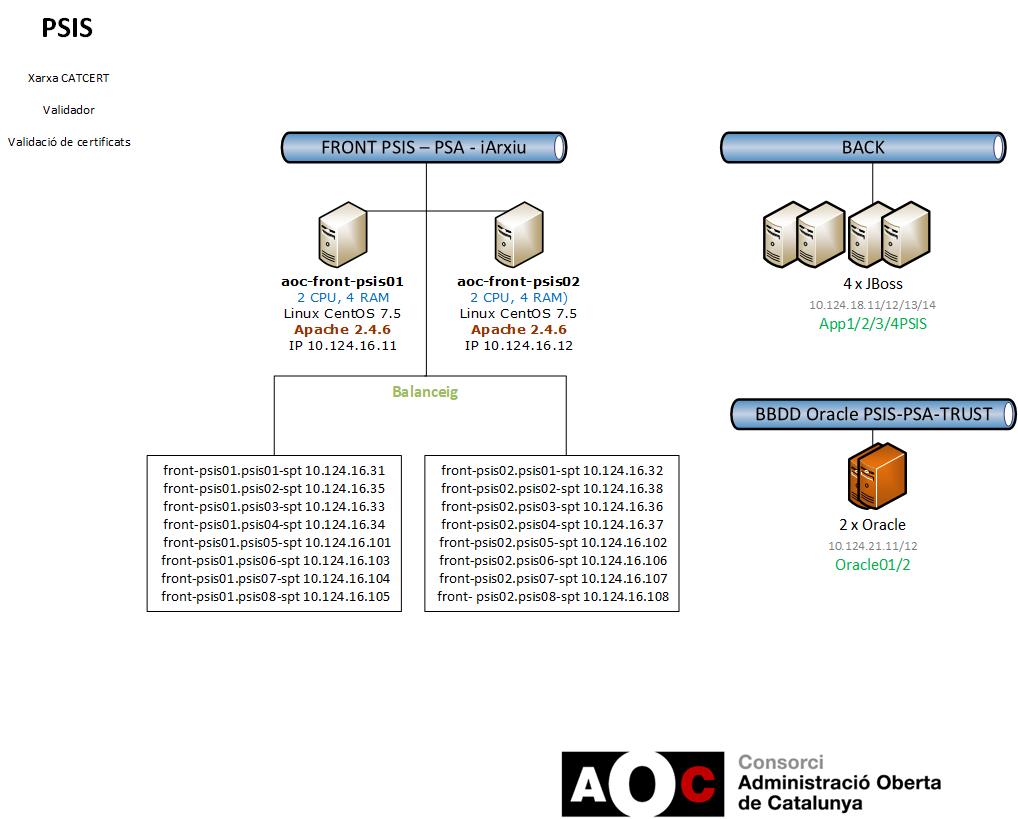 PSIS
Xarxa CATCERT
Validador
Validació de certificats
FRONT PSIS – PSA - iArxiu
aoc-front-psis01
2 CPU, 4 RAM
Linux CentOS 7.5
Apache 2.4.6
IP 10.124.16.11
aoc-front-psis02
2 CPU, 4 RAM)
Linux CentOS 7.5
Apache 2.4.6
IP 10.124.16.12
Balanceig
front-psis01.psis01-spt 10.124.16.31
front-psis01.psis02-spt 10.124.16.35
front-psis01.psis03-spt 10.124.16.33
front-psis01.psis04-spt 10.124.16.34
front-psis01.psis05-spt 10.124.16.101
front-psis01.psis06-spt 10.124.16.103
front-psis01.psis07-spt 10.124.16.104
front-psis01.psis08-spt 10.124.16.105
front-psis02.psis01-spt 10.124.16.32
front-psis02.psis02-spt 10.124.16.38
front-psis02.psis03-spt 10.124.16.36
front-psis02.psis04-spt 10.124.16.37
front-psis02.psis05-spt 10.124.16.102
front-psis02.psis06-spt 10.124.16.106
front-psis02.psis07-spt 10.124.16.107
front- psis02.psis08-spt 10.124.16.108
BACK
4 x JBoss
10.124.18.11/12/13/14
App1/2/3/4PSIS
BBDD Oracle PSIS-PSA-TRUST
2 x Oracle
10.124.21.11/12
Oracle01/2
AOC
Consorci
Administració Oberta
de Catalunya